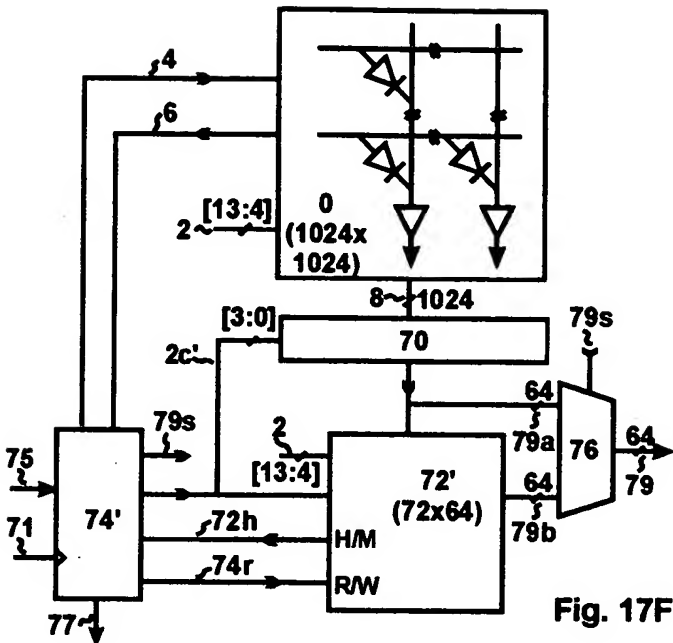 4
6
[13:4]
2
0
(1024x
1024)
8
1024
[3:0]
70
79s
2c'
64
79a
76
64
79
79s
2
[13:4]
72'
(72x64)
64
79b
75
71
74'
72h
H/M
74r
R/W
77
Fig. 17F